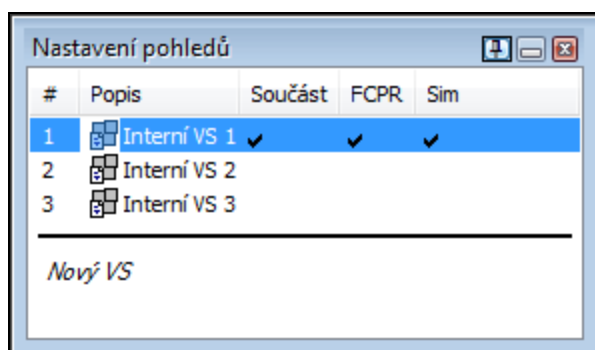 Nastavení pohledů
# Popis Součást FCPR Sim
1 Interní VS 1
2 Interní VS 2
3 Interní VS 3
Nový VS